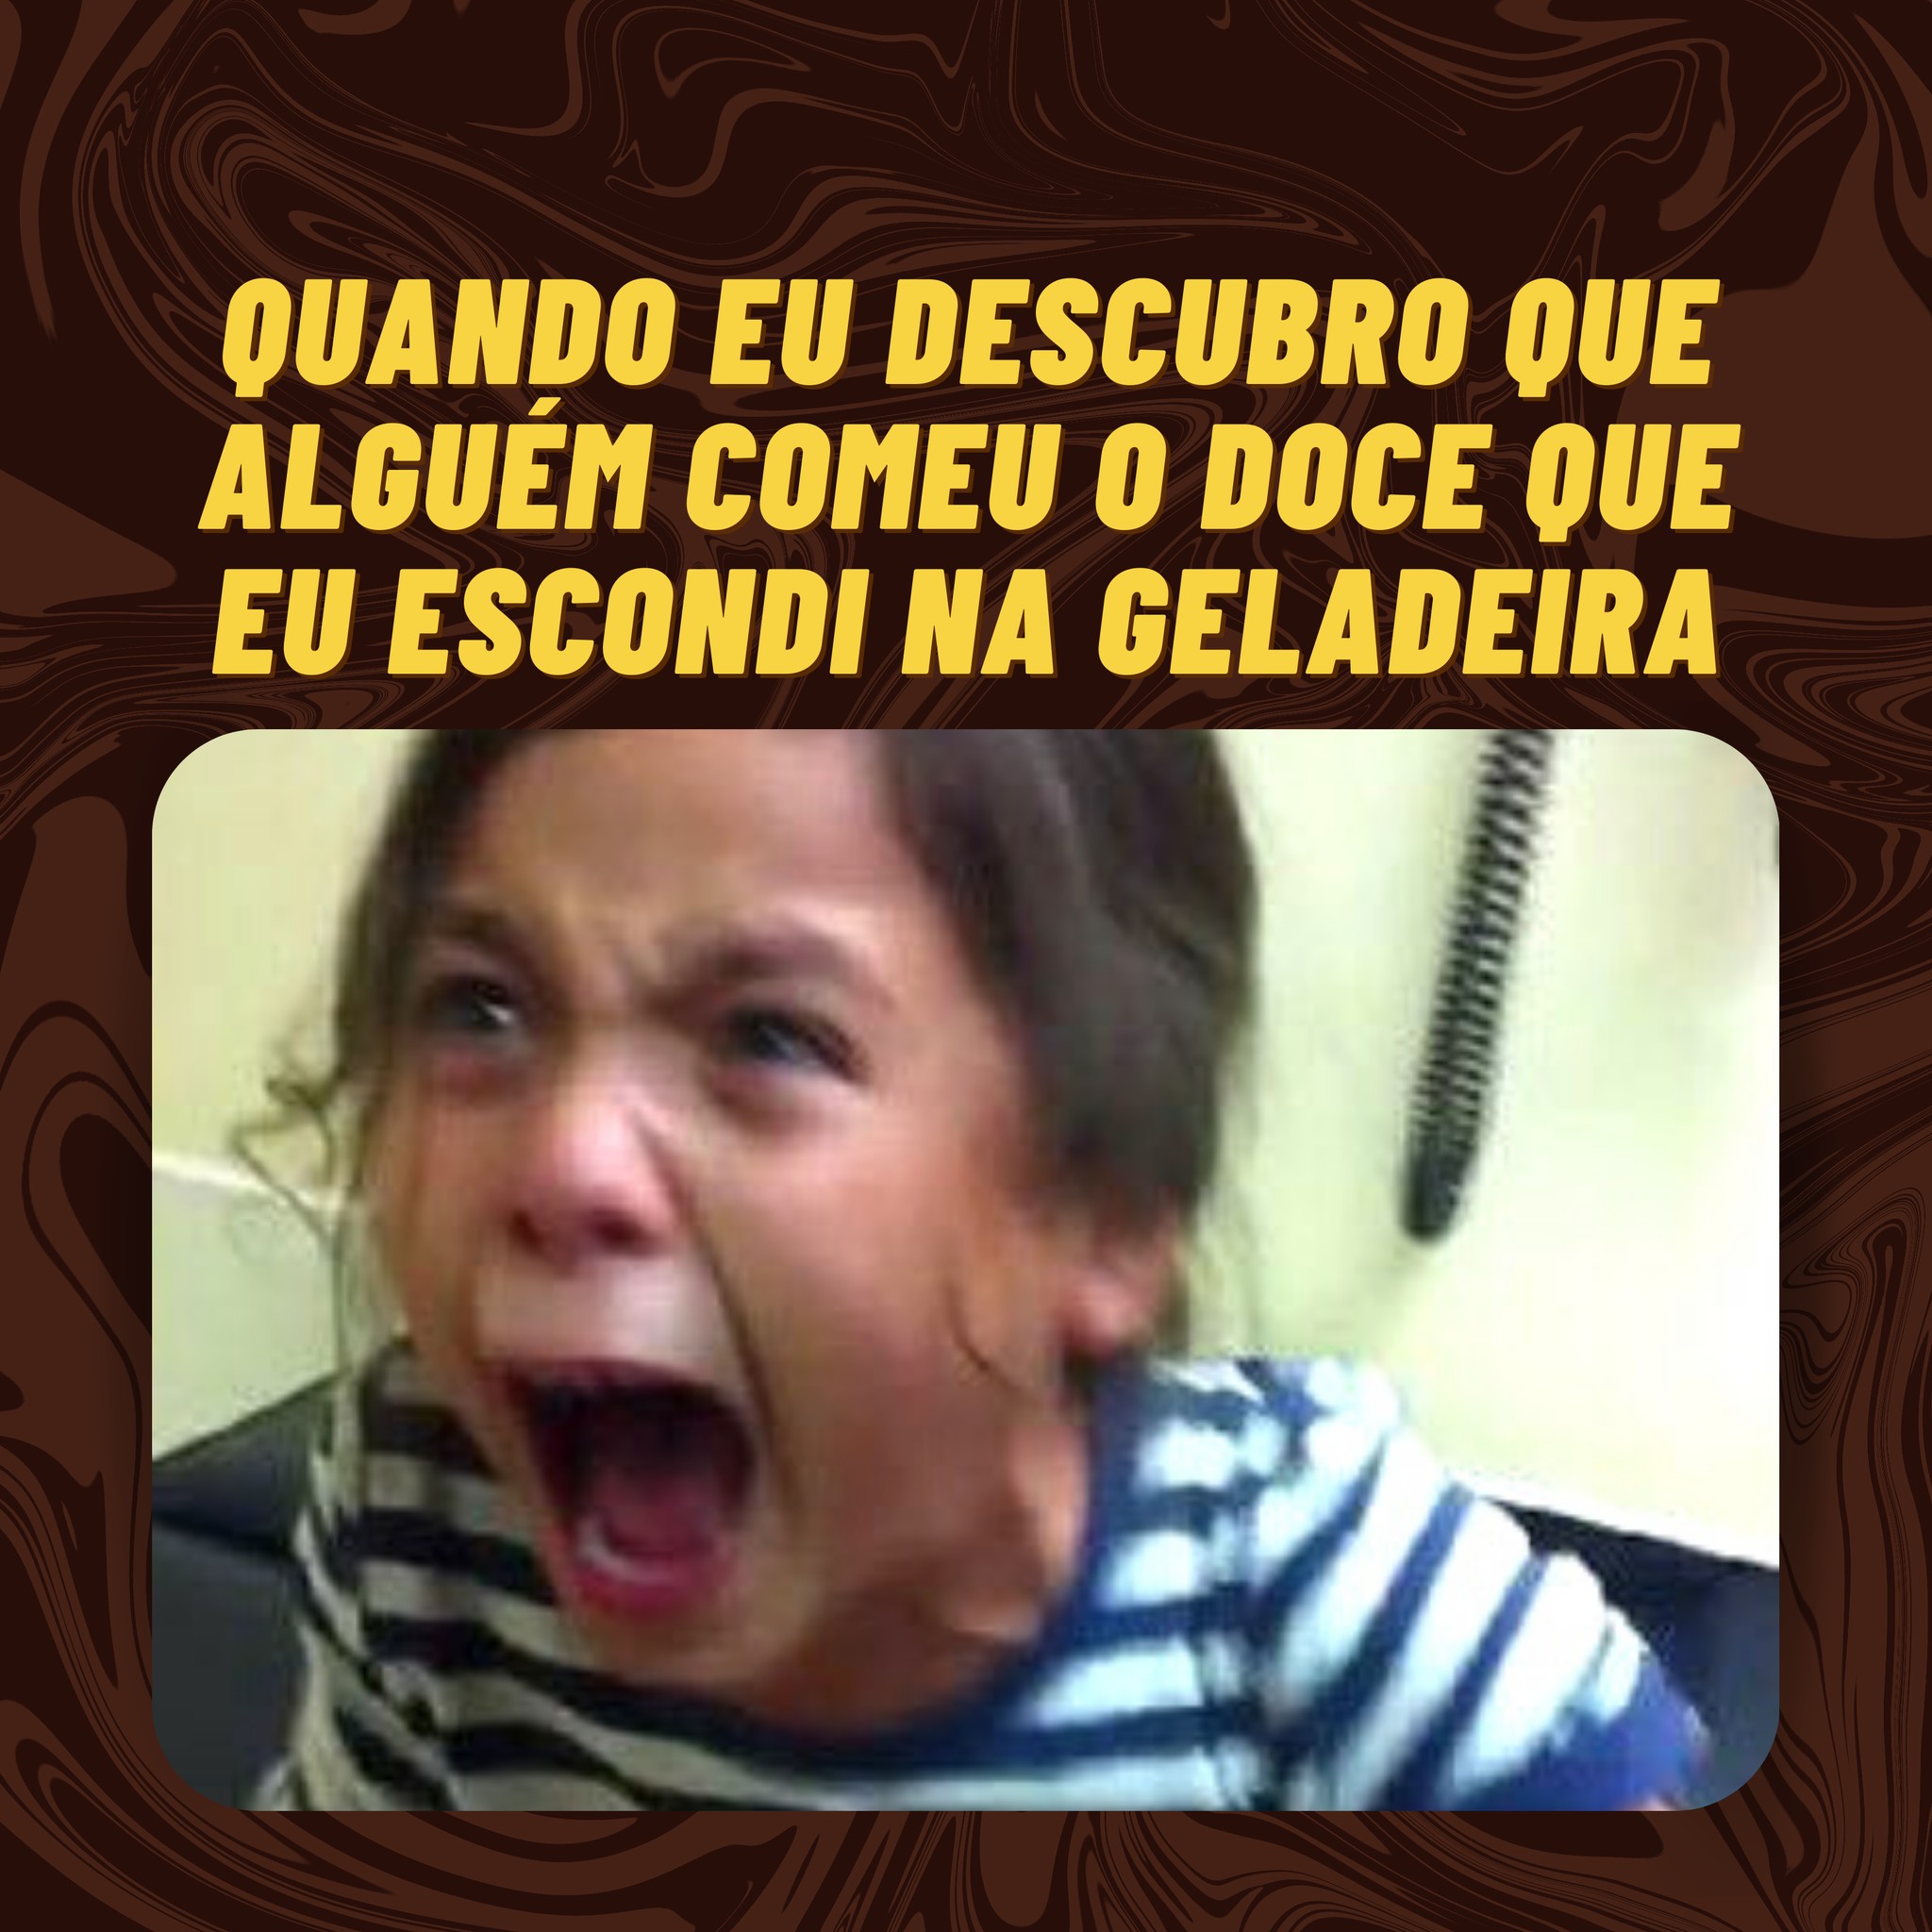 QUANDO EU DESCUBRO QUE
ALGUÉM COMEU O DOCE QUE
EU ESCONDI NA GELADEIRA